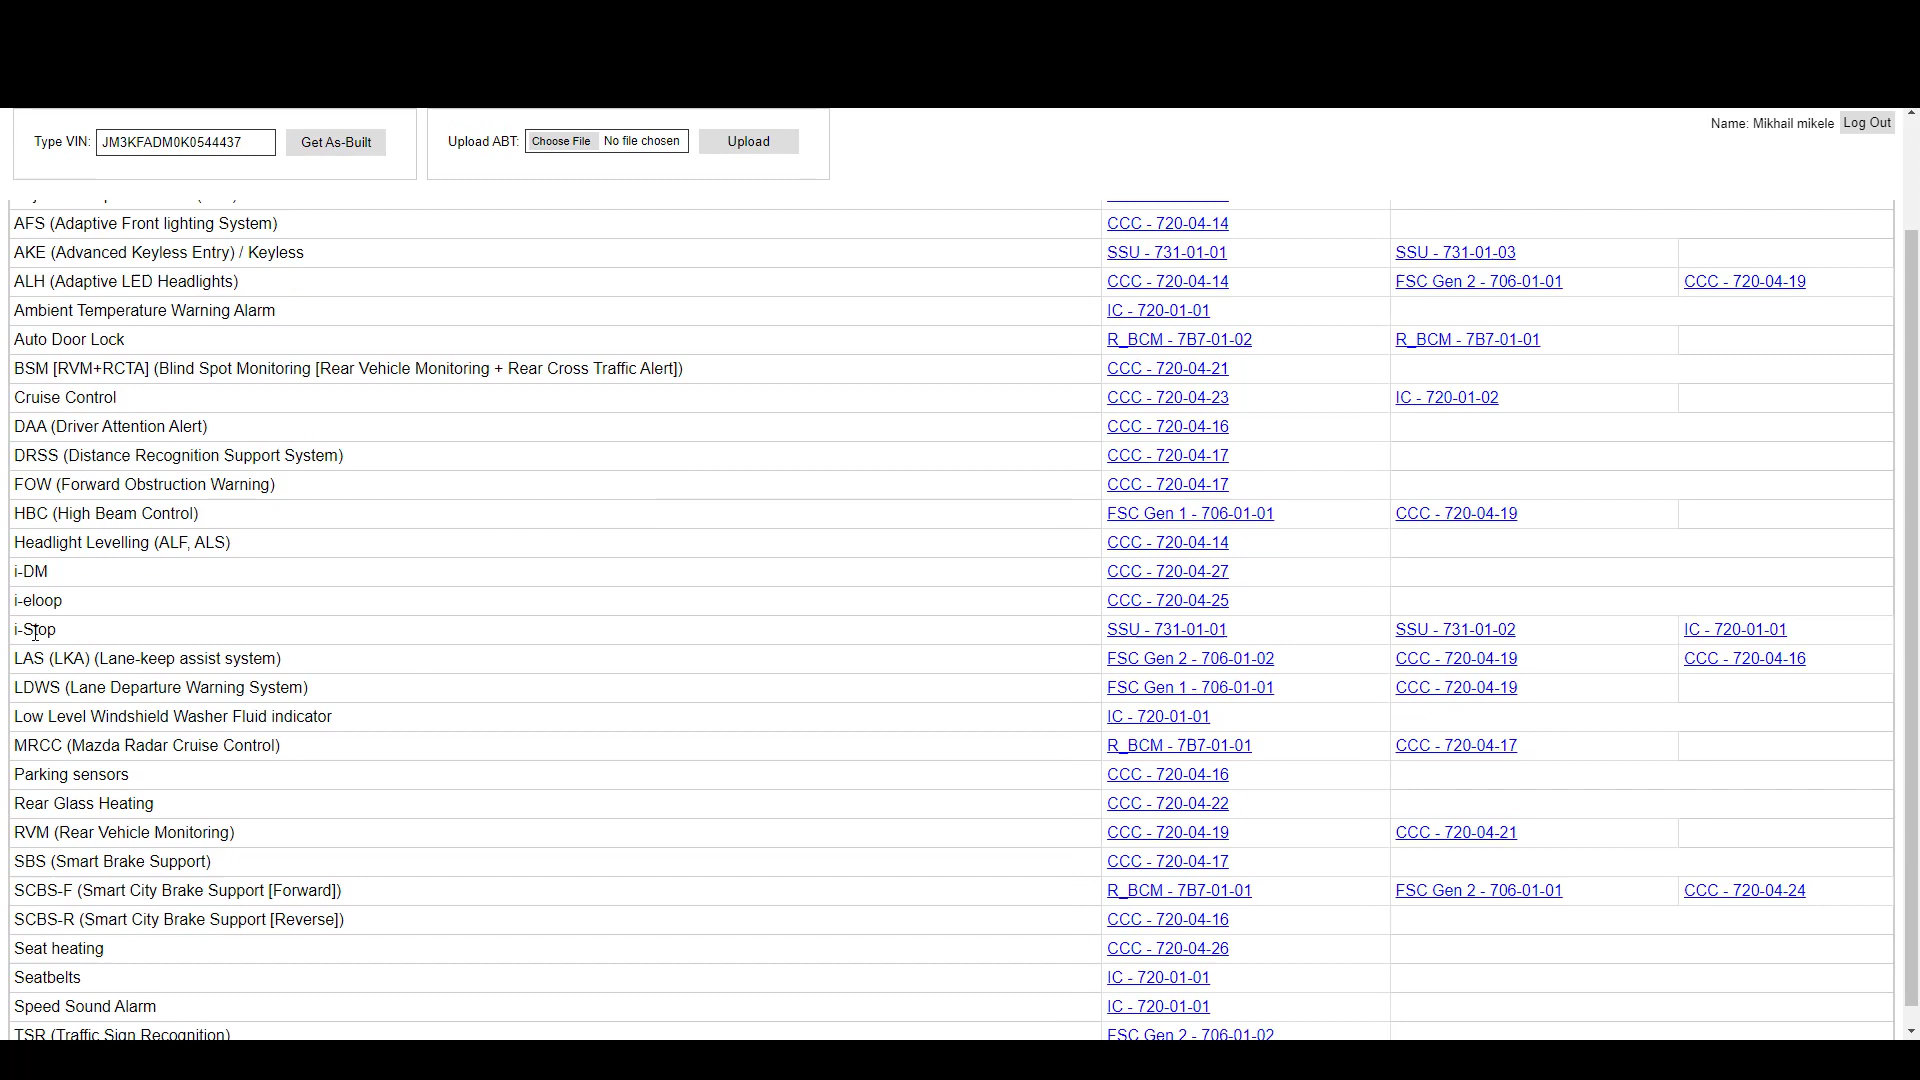 Type VIN: JM3KFADM0K0544437 Get As-Built Upload ABT: Choose File No file chosen Upload Name: Mikhail mikele Log Out
AFS (Adaptive Front lighting System) CCC - 720-04-14
AKE (Advanced Keyless Entry) / Keyless SSU - 731-01-01 SSU - 731-01-03
ALH (Adaptive LED Headlights) CCC - 720-04-14 FSC Gen 2 - 706-01-01 CCC - 720-04-19
Ambient Temperature Warning Alarm IC - 720-01-01
Auto Door Lock R_BCM - 7B7-01-02 R_BCM - 7B7-01-01
BSM [RVM+RCTA] (Blind Spot Monitoring [Rear Vehicle Monitoring + Rear Cross Traffic Alert]) CCC - 720-04-21
Cruise Control CCC - 720-04-23 IC - 720-01-02
DAA (Driver Attention Alert) CCC - 720-04-16
DRSS (Distance Recognition Support System) CCC - 720-04-17
FOW (Forward Obstruction Warning) CCC - 720-04-17
HBC (High Beam Control) FSC Gen 1 - 706-01-01 CCC - 720-04-19
Headlight Levelling (ALF, ALS) CCC - 720-04-14
i-DM CCC - 720-04-27
i-eloop CCC - 720-04-25
i-Stop SSU - 731-01-01 SSU - 731-01-02 IC - 720-01-01
LAS (LKA) (Lane-keep assist system) FSC Gen 2 - 706-01-02 CCC - 720-04-19 CCC - 720-04-16
LDWS (Lane Departure Warning System) FSC Gen 1 - 706-01-01 CCC - 720-04-19
Low Level Windshield Washer Fluid indicator IC - 720-01-01
MRCC (Mazda Radar Cruise Control) R_BCM - 7B7-01-01 CCC - 720-04-17
Parking sensors CCC - 720-04-16
Rear Glass Heating CCC - 720-04-22
RVM (Rear Vehicle Monitoring) CCC - 720-04-19 CCC - 720-04-21
SBS (Smart Brake Support) CCC - 720-04-17
SCBS-F (Smart City Brake Support [Forward]) R_BCM - 7B7-01-01 FSC Gen 2 - 706-01-01 CCC - 720-04-24
SCBS-R (Smart City Brake Support [Reverse]) CCC - 720-04-16
Seat heating CCC - 720-04-26
Seatbelts IC - 720-01-01
Speed Sound Alarm IC - 720-01-01
TSR (Traffic Sign Recognition) FSC Gen 2 - 706-01-02